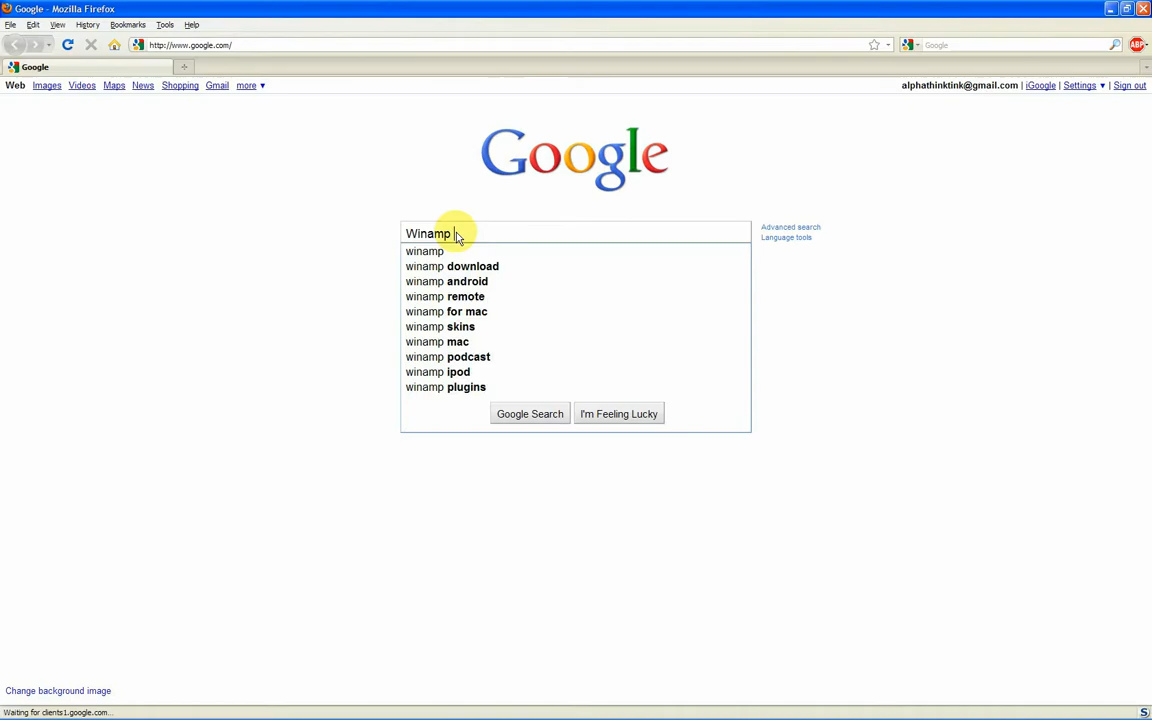 Google - Mozilla Firefox
File Edit View History Bookmarks Tools Help
http://www.google.com/ Google ABP
Google
Web Images Videos Maps News Shopping Gmail more ▼ alphathinktink@gmail.com | iGoogle | Settings ▼ | Sign out
Google
Winamp
Advanced search
Language tools
winamp
winamp download
winamp android
winamp remote
winamp for mac
winamp skins
winamp mac
winamp podcast
winamp ipod
winamp plugins
Google Search I'm Feeling Lucky
Change background image
Waiting for clients1.google.com... S